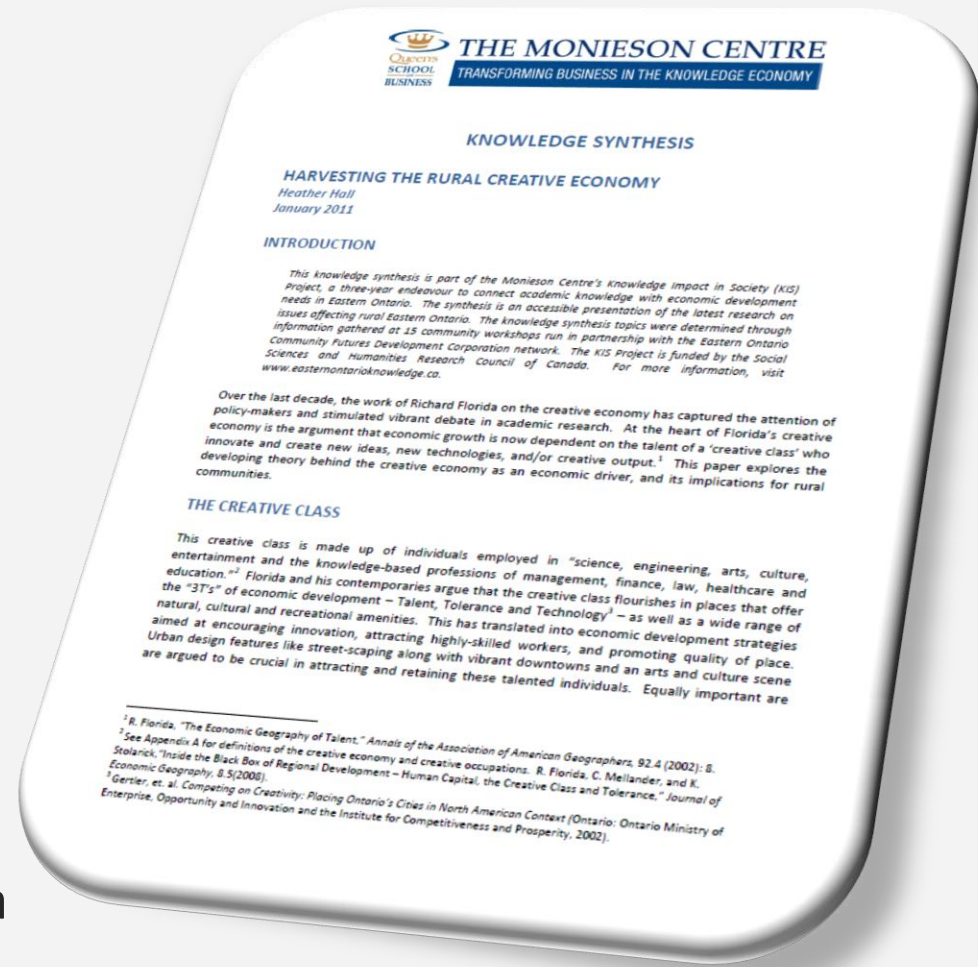 Queen's
SCHOOL
OF
BUSINESS
THE MONIESON CENTRE
TRANSFORMING BUSINESS IN THE KNOWLEDGE ECONOMY
KNOWLEDGE SYNTHESIS
HARVESTING THE RURAL CREATIVE ECONOMY
Heather Hall
January 2011
INTRODUCTION
This knowledge synthesis is part of the Monieson Centre's Knowledge Impact in Society (KIS)
Project, a three-year endeavour to connect academic knowledge with economic development
needs in Eastern Ontario. The synthesis is an accessible presentation of the latest research on
issues affecting rural Eastern Ontario. The knowledge synthesis topics were determined through
information gathered at 15 community workshops run in partnership with the Eastern Ontario
Community Futures Development Corporation network. The KIS Project is funded by the Social
Sciences and Humanities Research Council of Canada. For more information, visit
www.easternontarioknowledge.ca.
Over the last decade, the work of Richard Florida on the creative economy has captured the attention of
policy-makers and stimulated vibrant debate in academic research. At the heart of Florida's creative
economy is the argument that economic growth is now dependent on the talent of a 'creative class' who
innovate and create new ideas, new technologies, and/or creative output.¹ This paper explores the
developing theory behind the creative economy as an economic driver, and its implications for rural
communities.
THE CREATIVE CLASS
This creative class is made up of individuals employed in "science, engineering, arts, culture,
entertainment and the knowledge-based professions of management, finance, law, healthcare and
education."² Florida and his contemporaries argue that the creative class flourishes in places that offer
the "3T's" of economic development – Talent, Tolerance and Technology³ – as well as a wide range of
natural, cultural and recreational amenities. This has translated into economic development strategies
aimed at encouraging innovation, attracting highly-skilled workers, and promoting quality of place.
Urban design features like street-scaping along with vibrant downtowns and an arts and culture scene
are argued to be crucial in attracting and retaining these talented individuals. Equally important are
¹ R. Florida, "The Economic Geography of Talent," Annals of the Association of American Geographers, 92.4 (2002): 8.
² See Appendix A for definitions of the creative economy and creative occupations. R. Florida, C. Mellander, and K.
Stolarick, "Inside the Black Box of Regional Development – Human Capital, the Creative Class and Tolerance," Journal of
Economic Geography, 8.5(2008).
³ Gertler, et. al. Competing on Creativity: Placing Ontario's Cities in North American Context (Ontario: Ontario Ministry of
Enterprise, Opportunity and Innovation and the Institute for Competitiveness and Prosperity, 2002).